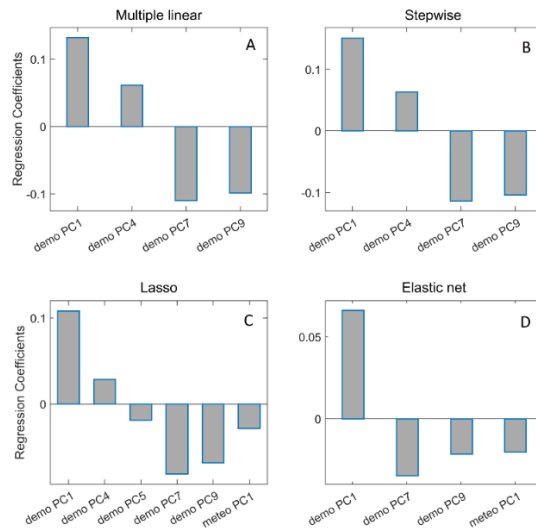 Multiple linear
Stepwise
A
B
Regression Coefficients
0.1
0
-0.1
0.1
0
-0.1
demo PC1
demo PC4
demo PC7
demo PC9
demo PC1
demo PC4
demo PC7
demo PC9
Lasso
Elastic net
C
D
Regression Coefficients
0.1
0
0.05
0
demo PC1
demo PC4
demo PC5
demo PC7
demo PC9
meteo PC1
demo PC1
demo PC7
demo PC9
meteo PC1